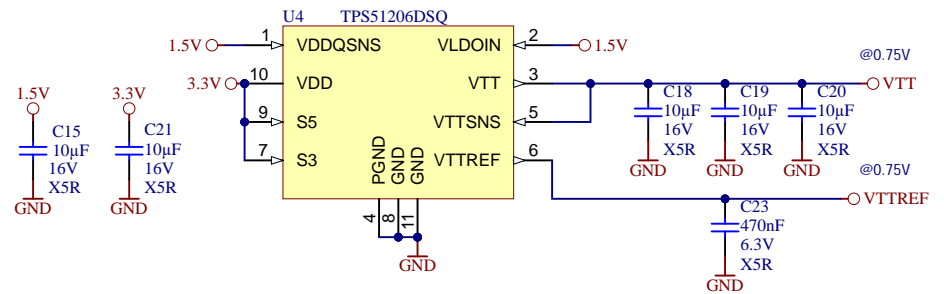 U4 TPS51206DSQ
1.5V 1 VDDQSNS VLDOIN 2 1.5V
@0.75V
3.3V 10 VDD VTT 3 VTT
9 S5 VTTSNS 5
7 S3 VTTREF 6
PGND GND GND
4 8 11
GND
1.5V
C15
10µF
16V
X5R
GND
3.3V
C21
10µF
16V
X5R
GND
C18
10µF
16V
X5R
GND
C19
10µF
16V
X5R
GND
C20
10µF
16V
X5R
GND
@0.75V
VTTREF
C23
470nF
6.3V
X5R
GND